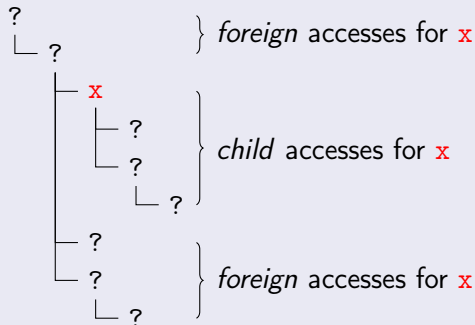 ?
? foreign accesses for x
x
?
? child accesses for x
?
?
? foreign accesses for x
?